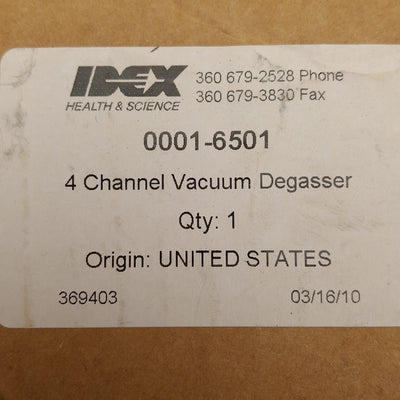 IDEX
HEALTH & SCIENCE
360 679-2528 Phone
360 679-3830 Fax
0001-6501
4 Channel Vacuum Degasser
Qty: 1
Origin: UNITED STATES
369403 03/16/10